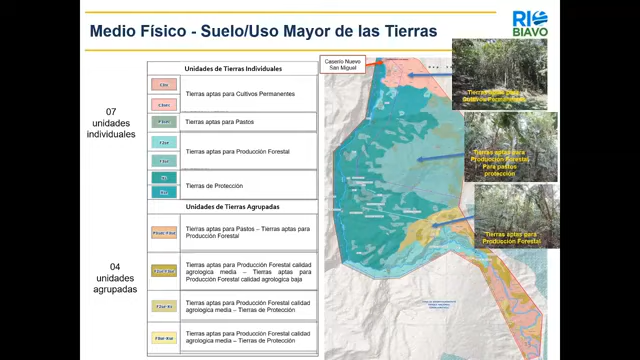 Medio Físico - Suelo/Uso Mayor de las Tierras
RIO
BIAVO
Caserío Nuevo
San Miguel
07
unidades
individuales
Unidades de Tierras Individuales
Tierras aptas para Cultivos Permanentes
Tierras aptas para Pastos
Tierras aptas para Producción Forestal
Tierras de Protección
04
unidades
agrupadas
Unidades de Tierras Agrupadas
Tierras aptas para Pastos – Tierras aptas para
Producción Forestal
Tierras aptas para Producción Forestal calidad
agrologica media – Tierras aptas para
Producción Forestal calidad agrologica baja
Tierras aptas para Producción Forestal calidad
agrologica media – Tierras de Protección
Tierras aptas para Producción Forestal calidad
agrologica media – Tierras de Protección
Cultivos Permanentes
Tierras aptas para
Producción Forestal
Para pastos
protección
Tierras aptas para
Producción Forestal